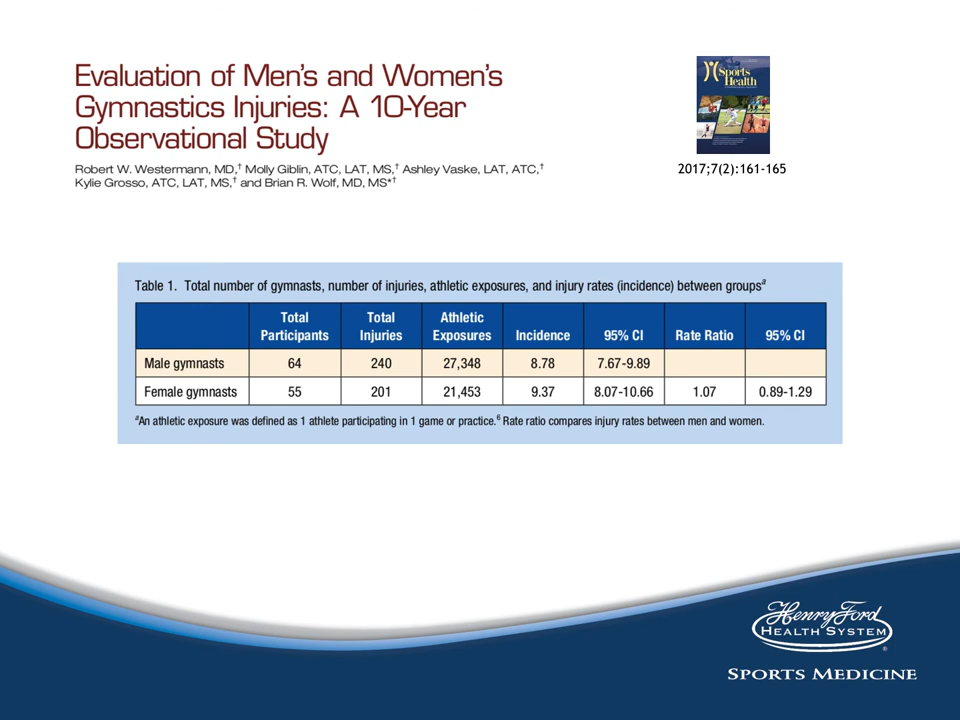 Evaluation of Men's and Women's
Gymnastics Injuries: A 10-Year
Observational Study
Robert W. Westermann, MD,† Molly Giblin, ATC, LAT, MS,† Ashley Vaske, LAT, ATC,†
Kylie Grosso, ATC, LAT, MS,† and Brian R. Wolf, MD, MS*†
Sports
Health
2017;7(2):161-165
Table 1. Total number of gymnasts, number of injuries, athletic exposures, and injury rates (incidence) between groupsa
Total Participants Total Injuries Athletic Exposures Incidence 95% CI Rate Ratio 95% CI
Male gymnasts 64 240 27,348 8.78 7.67-9.89
Female gymnasts 55 201 21,453 9.37 8.07-10.66 1.07 0.89-1.29
aAn athletic exposure was defined as 1 athlete participating in 1 game or practice.6 Rate ratio compares injury rates between men and women.
Henry Ford
HEALTH SYSTEM
®
SPORTS MEDICINE